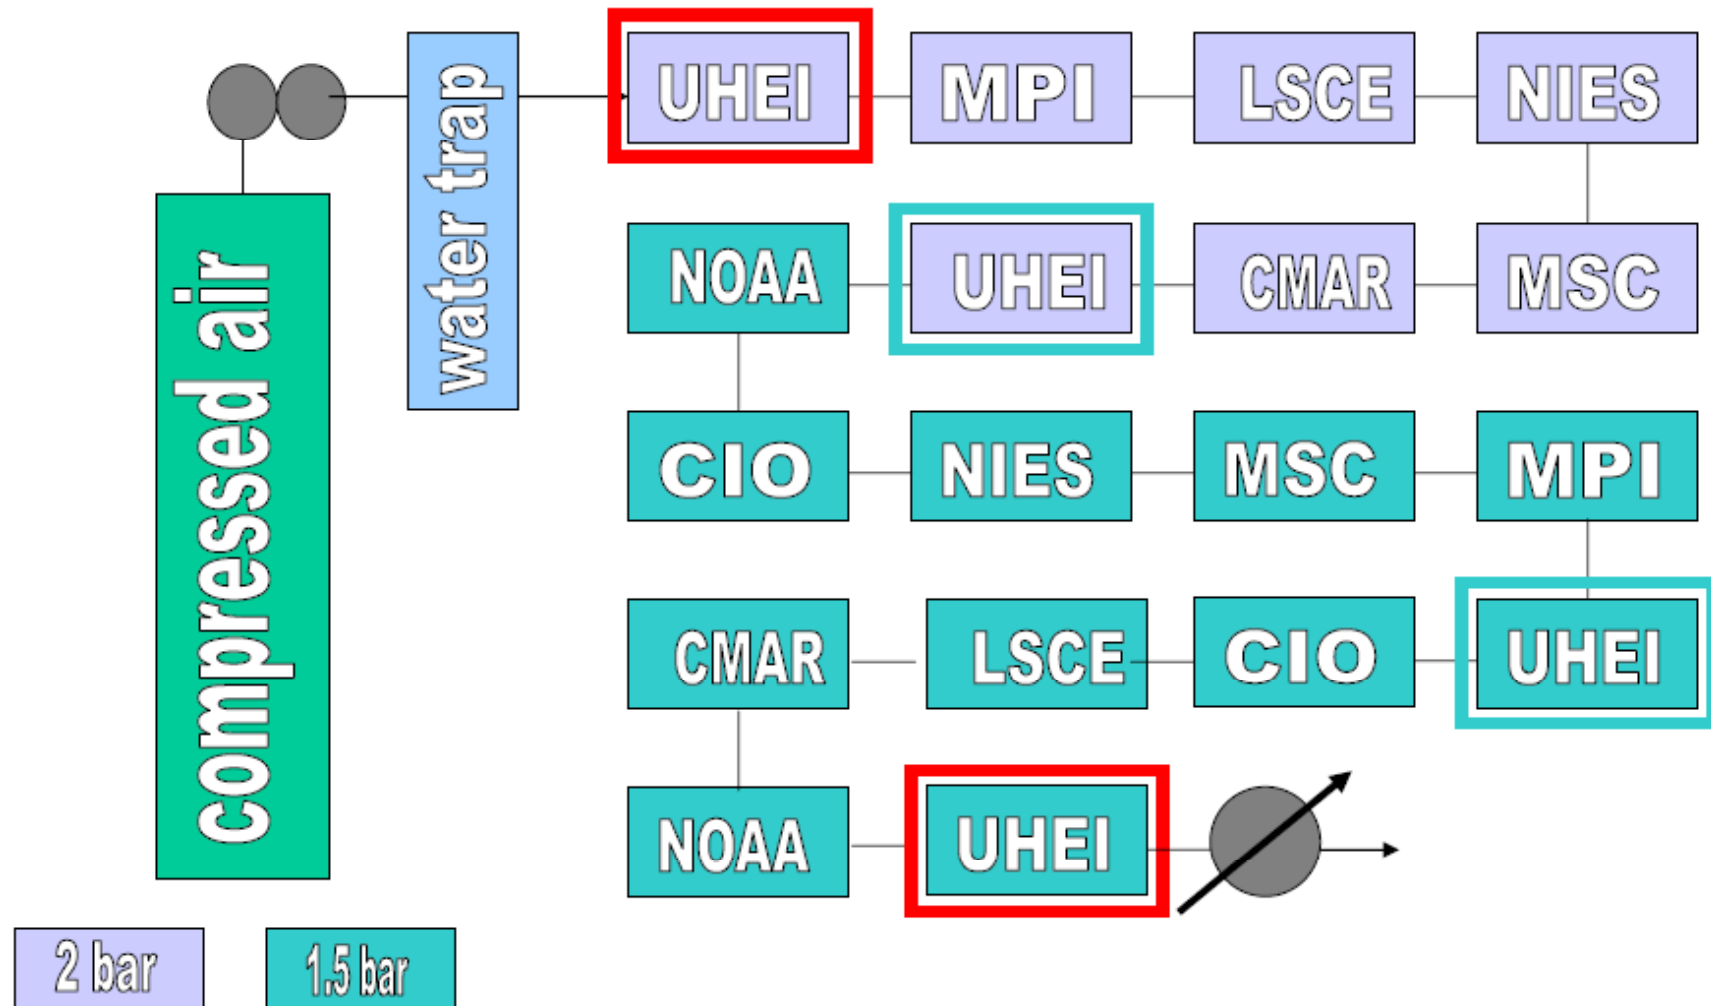 compressed air
water trap
UHEI MPI LSCE NIES
NOAA UHEI CMAR MSC
CIO NIES MSC MPI
CMAR LSCE CIO UHEI
NOAA UHEI
2 bar 1.5 bar